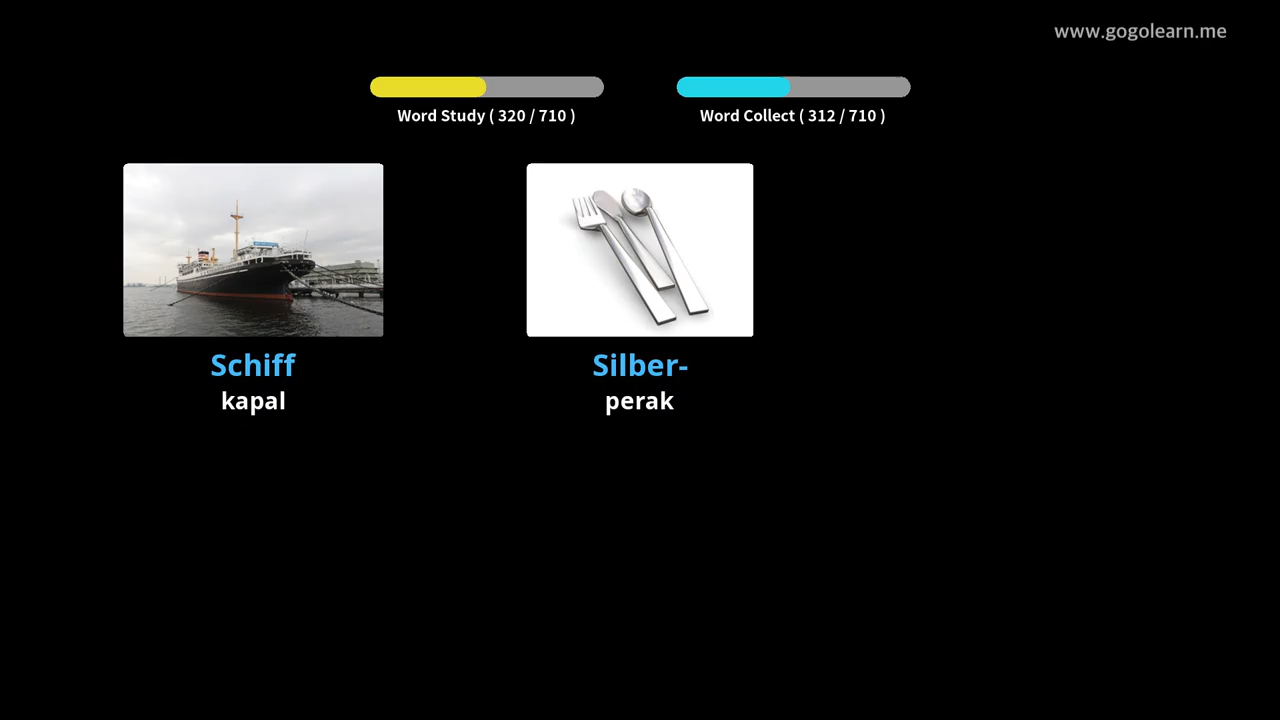 www.gogolearn.me
Word Study ( 320 / 710 )
Word Collect ( 312 / 710 )
Schiff
kapal
Silber-
perak